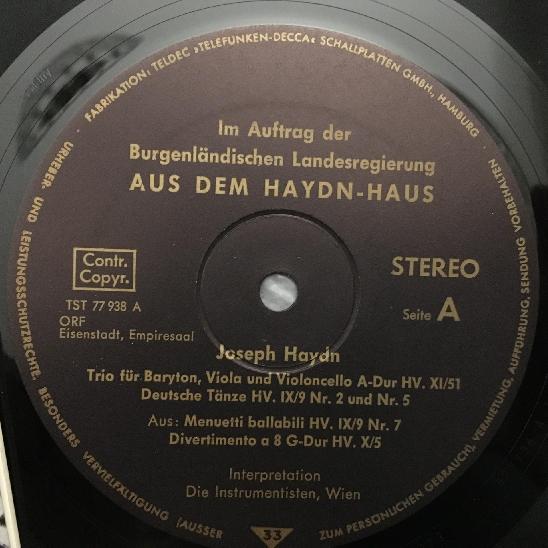 FABRIKATION: TELDEC »TELEFUNKEN-DECCA« SCHALLPLATTEN GMBH., HAMBURG
Im Auftrag der
Burgenländischen Landesregierung
AUS DEM HAYDN-HAUS
Contr.
Copyr.
STEREO
TST 77 938 A
Seite A
ORF
Eisenstadt, Empiresaal
Joseph Haydn
Trio für Baryton, Viola und Violoncello A-Dur HV. XI/51
Deutsche Tänze HV. IX/9 Nr. 2 und Nr. 5
Aus: Menuetti ballabili HV. IX/9 Nr. 7
Divertimento a 8 G-Dur HV. X/5
Interpretation
Die Instrumentisten, Wien
33
URHEBER- UND LEISTUNGSSCHUTZRECHTE, BESONDERS VERVIELFÄLTIGUNG (AUSSER ZUM PERSÖNLICHEN GEBRAUCH), VERMIETUNG, AUFFÜHRUNG, SENDUNG VORBEHALTEN